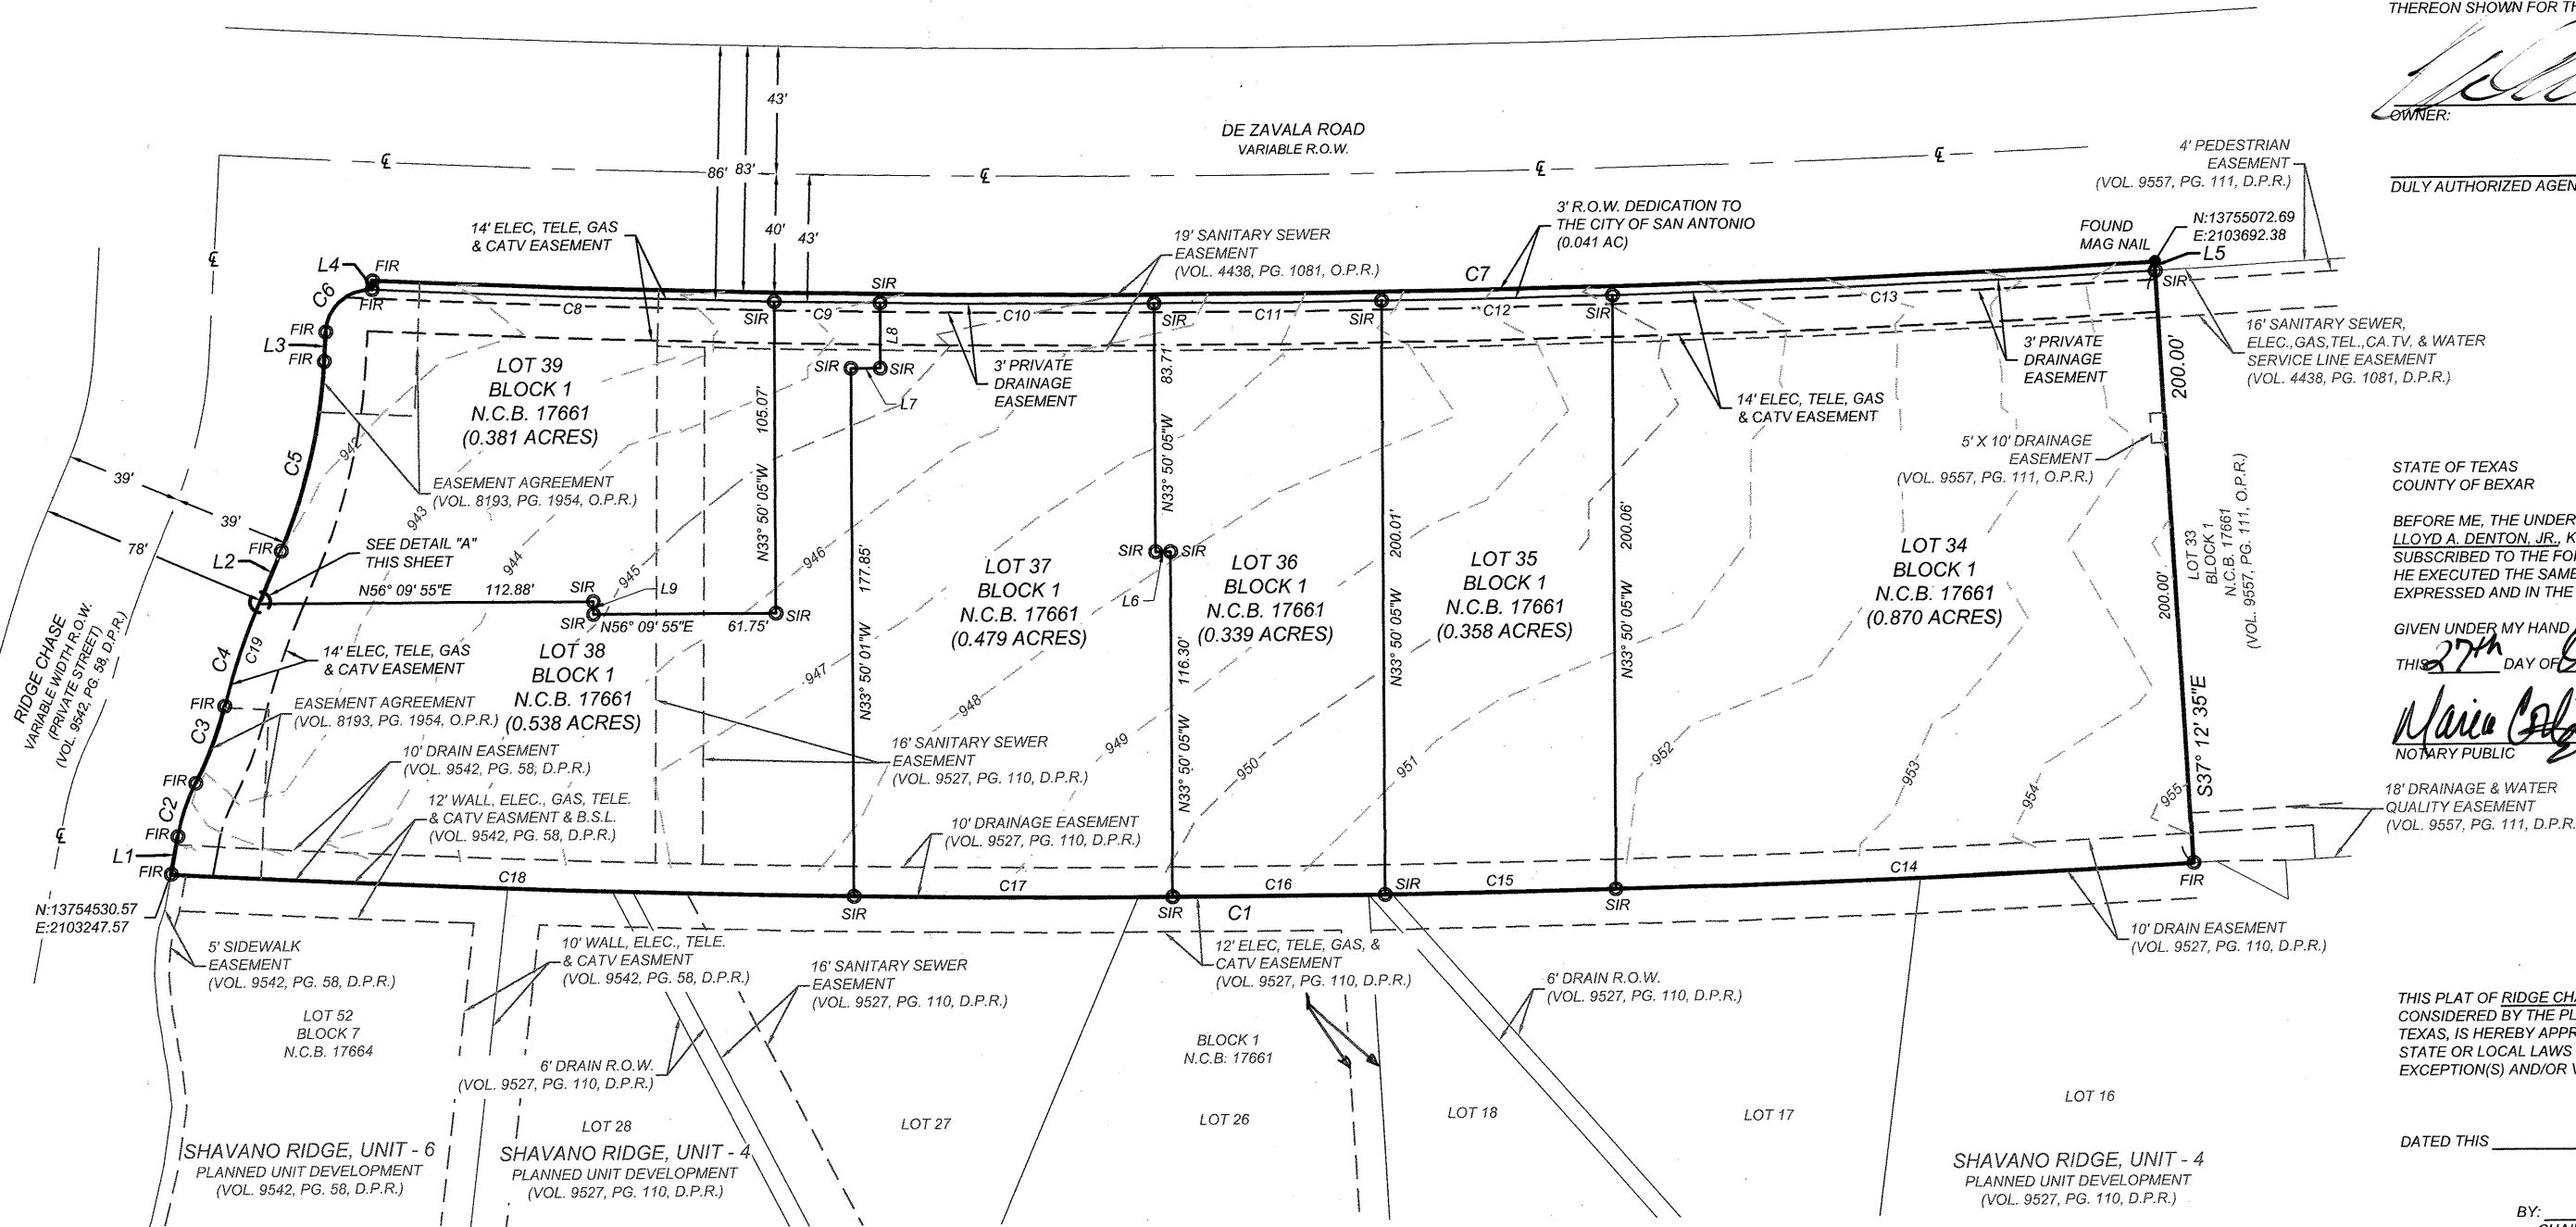 THEREON SHOWN FOR TH
OWNER:
DULY AUTHORIZED AGEN
43'
86'
83'
40'
43'
DE ZAVALA ROAD
VARIABLE R.O.W.
4' PEDESTRIAN
EASEMENT
(VOL. 9557, PG. 111, D.P.R.)
14' ELEC, TELE, GAS
& CATV EASEMENT
19' SANITARY SEWER
EASEMENT
(VOL. 4438, PG. 1081, O.P.R.)
3' R.O.W. DEDICATION TO
THE CITY OF SAN ANTONIO
(0.041 AC)
FOUND
MAG NAIL
N:13755072.69
E:2103692.38
L5
L4
FIR
C6
FIR
FIR
L3
FIR
C7
SIR
SIR
SIR
SIR
SIR
SIR
C8
C9
C10
C11
C12
C13
L8
SIR
SIR
L7
3' PRIVATE
DRAINAGE
EASEMENT
3' PRIVATE
DRAINAGE
EASEMENT
16' SANITARY SEWER,
ELEC.,GAS,TEL.,CA.TV, & WATER
SERVICE LINE EASEMENT
(VOL. 4438, PG. 1081, D.P.R.)
14' ELEC, TELE, GAS
& CATV EASEMENT
5' X 10' DRAINAGE
EASEMENT
(VOL. 9557, PG. 111, O.P.R.)
LOT 39
BLOCK 1
N.C.B. 17661
(0.381 ACRES)
EASEMENT AGREEMENT
(VOL. 8193, PG. 1954, O.P.R.)
C5
39'
39'
78'
FIR
L2
SEE DETAIL "A"
THIS SHEET
N56° 09' 55"E 112.88'
SIR
SIR
L9
N56° 09' 55"E 61.75'
SIR
N33° 50' 05"W 105.07'
N33° 50' 01"W 177.85'
N33° 50' 05"W 83.71'
SIR
SIR
L6
N33° 50' 05"W 116.30'
N33° 50' 05"W 200.01'
N33° 50' 05"W 200.06'
200.00'
200.00'
S37° 12' 35"E
LOT 33
BLOCK 1
N.C.B. 17661
(VOL. 9557, PG. 111, O.P.R.)
LOT 37
BLOCK 1
N.C.B. 17661
(0.479 ACRES)
LOT 36
BLOCK 1
N.C.B. 17661
(0.339 ACRES)
LOT 35
BLOCK 1
N.C.B. 17661
(0.358 ACRES)
LOT 34
BLOCK 1
N.C.B. 17661
(0.870 ACRES)
LOT 38
BLOCK 1
N.C.B. 17661
(0.538 ACRES)
942
943
944
945
946
947
948
949
950
951
952
953
954
955
STATE OF TEXAS
COUNTY OF BEXAR
BEFORE ME, THE UNDER
LLOYD A. DENTON, JR., K
SUBSCRIBED TO THE FO
HE EXECUTED THE SAME
EXPRESSED AND IN THE
GIVEN UNDER MY HAND
THIS 27th DAY OF
NOTARY PUBLIC
RIDGE CHASE
VARIABLE WIDTH R.O.W.
(PRIVATE STREET)
(VOL. 9542, PG. 58, D.P.R.)
C4
C19
14' ELEC, TELE, GAS
& CATV EASEMENT
FIR
EASEMENT AGREEMENT
(VOL. 8193, PG. 1954, O.P.R.)
C3
10' DRAIN EASEMENT
(VOL. 9542, PG. 58, D.P.R.)
FIR
12' WALL, ELEC., GAS, TELE.
& CATV EASMENT & B.S.L.
(VOL. 9542, PG. 58, D.P.R.)
C2
FIR
L1
FIR
16' SANITARY SEWER
EASEMENT
(VOL. 9527, PG. 110, D.P.R.)
10' DRAINAGE EASEMENT
(VOL. 9527, PG. 110, D.P.R.)
18' DRAINAGE & WATER
QUALITY EASEMENT
(VOL. 9557, PG. 111, D.P.R.
C18
C17
C16
C15
C14
C1
SIR
SIR
SIR
SIR
FIR
N:13754530.57
E:2103247.57
5' SIDEWALK
EASEMENT
(VOL. 9542, PG. 58, D.P.R.)
10' WALL, ELEC., TELE.
& CATV EASMENT
(VOL. 9542, PG. 58, D.P.R.)
16' SANITARY SEWER
EASEMENT
(VOL. 9527, PG. 110, D.P.R.)
12' ELEC, TELE, GAS, &
CATV EASEMENT
(VOL. 9527, PG. 110, D.P.R.)
6' DRAIN R.O.W.
(VOL. 9527, PG. 110, D.P.R.)
10' DRAIN EASEMENT
(VOL. 9527, PG. 110, D.P.R.)
LOT 52
BLOCK 7
N.C.B. 17664
6' DRAIN R.O.W.
(VOL. 9527, PG. 110, D.P.R.)
BLOCK 1
N.C.B: 17661
THIS PLAT OF RIDGE CH
CONSIDERED BY THE PL
TEXAS, IS HEREBY APPR
STATE OR LOCAL LAWS
EXCEPTION(S) AND/OR V
LOT 28
LOT 27
LOT 26
LOT 18
LOT 17
LOT 16
SHAVANO RIDGE, UNIT - 6
PLANNED UNIT DEVELOPMENT
(VOL. 9542, PG. 58, D.P.R.)
SHAVANO RIDGE, UNIT - 4
PLANNED UNIT DEVELOPMENT
(VOL. 9527, PG. 110, D.P.R.)
SHAVANO RIDGE, UNIT - 4
PLANNED UNIT DEVELOPMENT
(VOL. 9527, PG. 110, D.P.R.)
DATED THIS
BY: